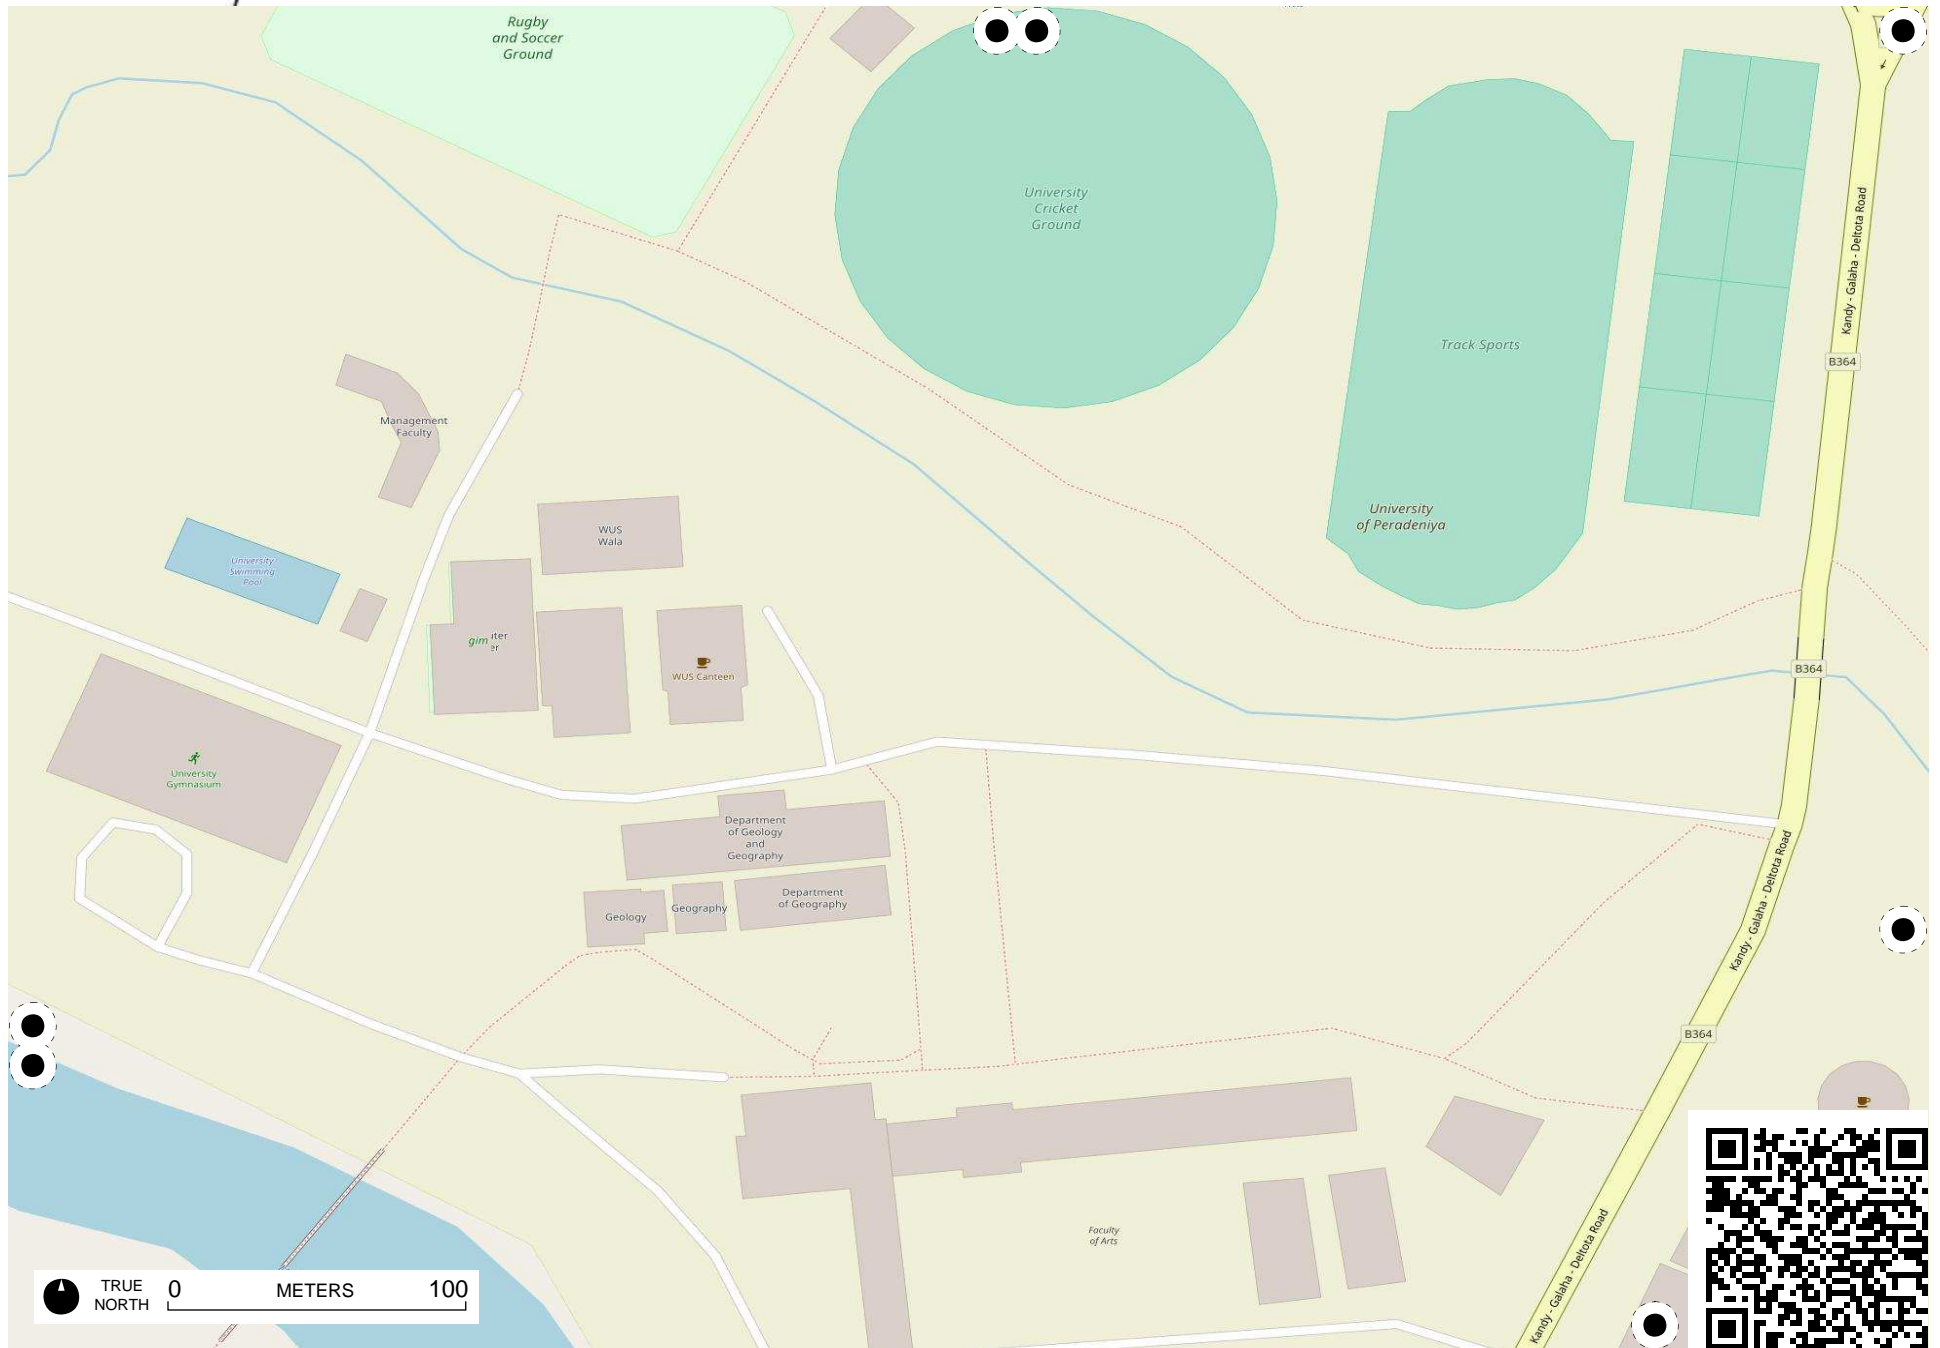 Rugby
and Soccer
Ground
University
Cricket
Ground
Kandy - Galaha - Deltota Road
Track Sports
B364
Management
Faculty
University
of Peradeniya
WUS
Wala
University
Swimming
Pool
gim
WUS Canteen
B364
University
Gymnasium
Department
of Geology
and
Geography
Department
of Geography
Geography
Geology
Kandy - Galaha - Deltota Road
B364
Faculty
of Arts
Kandy - Galaha - Deltota Road
TRUE
NORTH
0 METERS 100